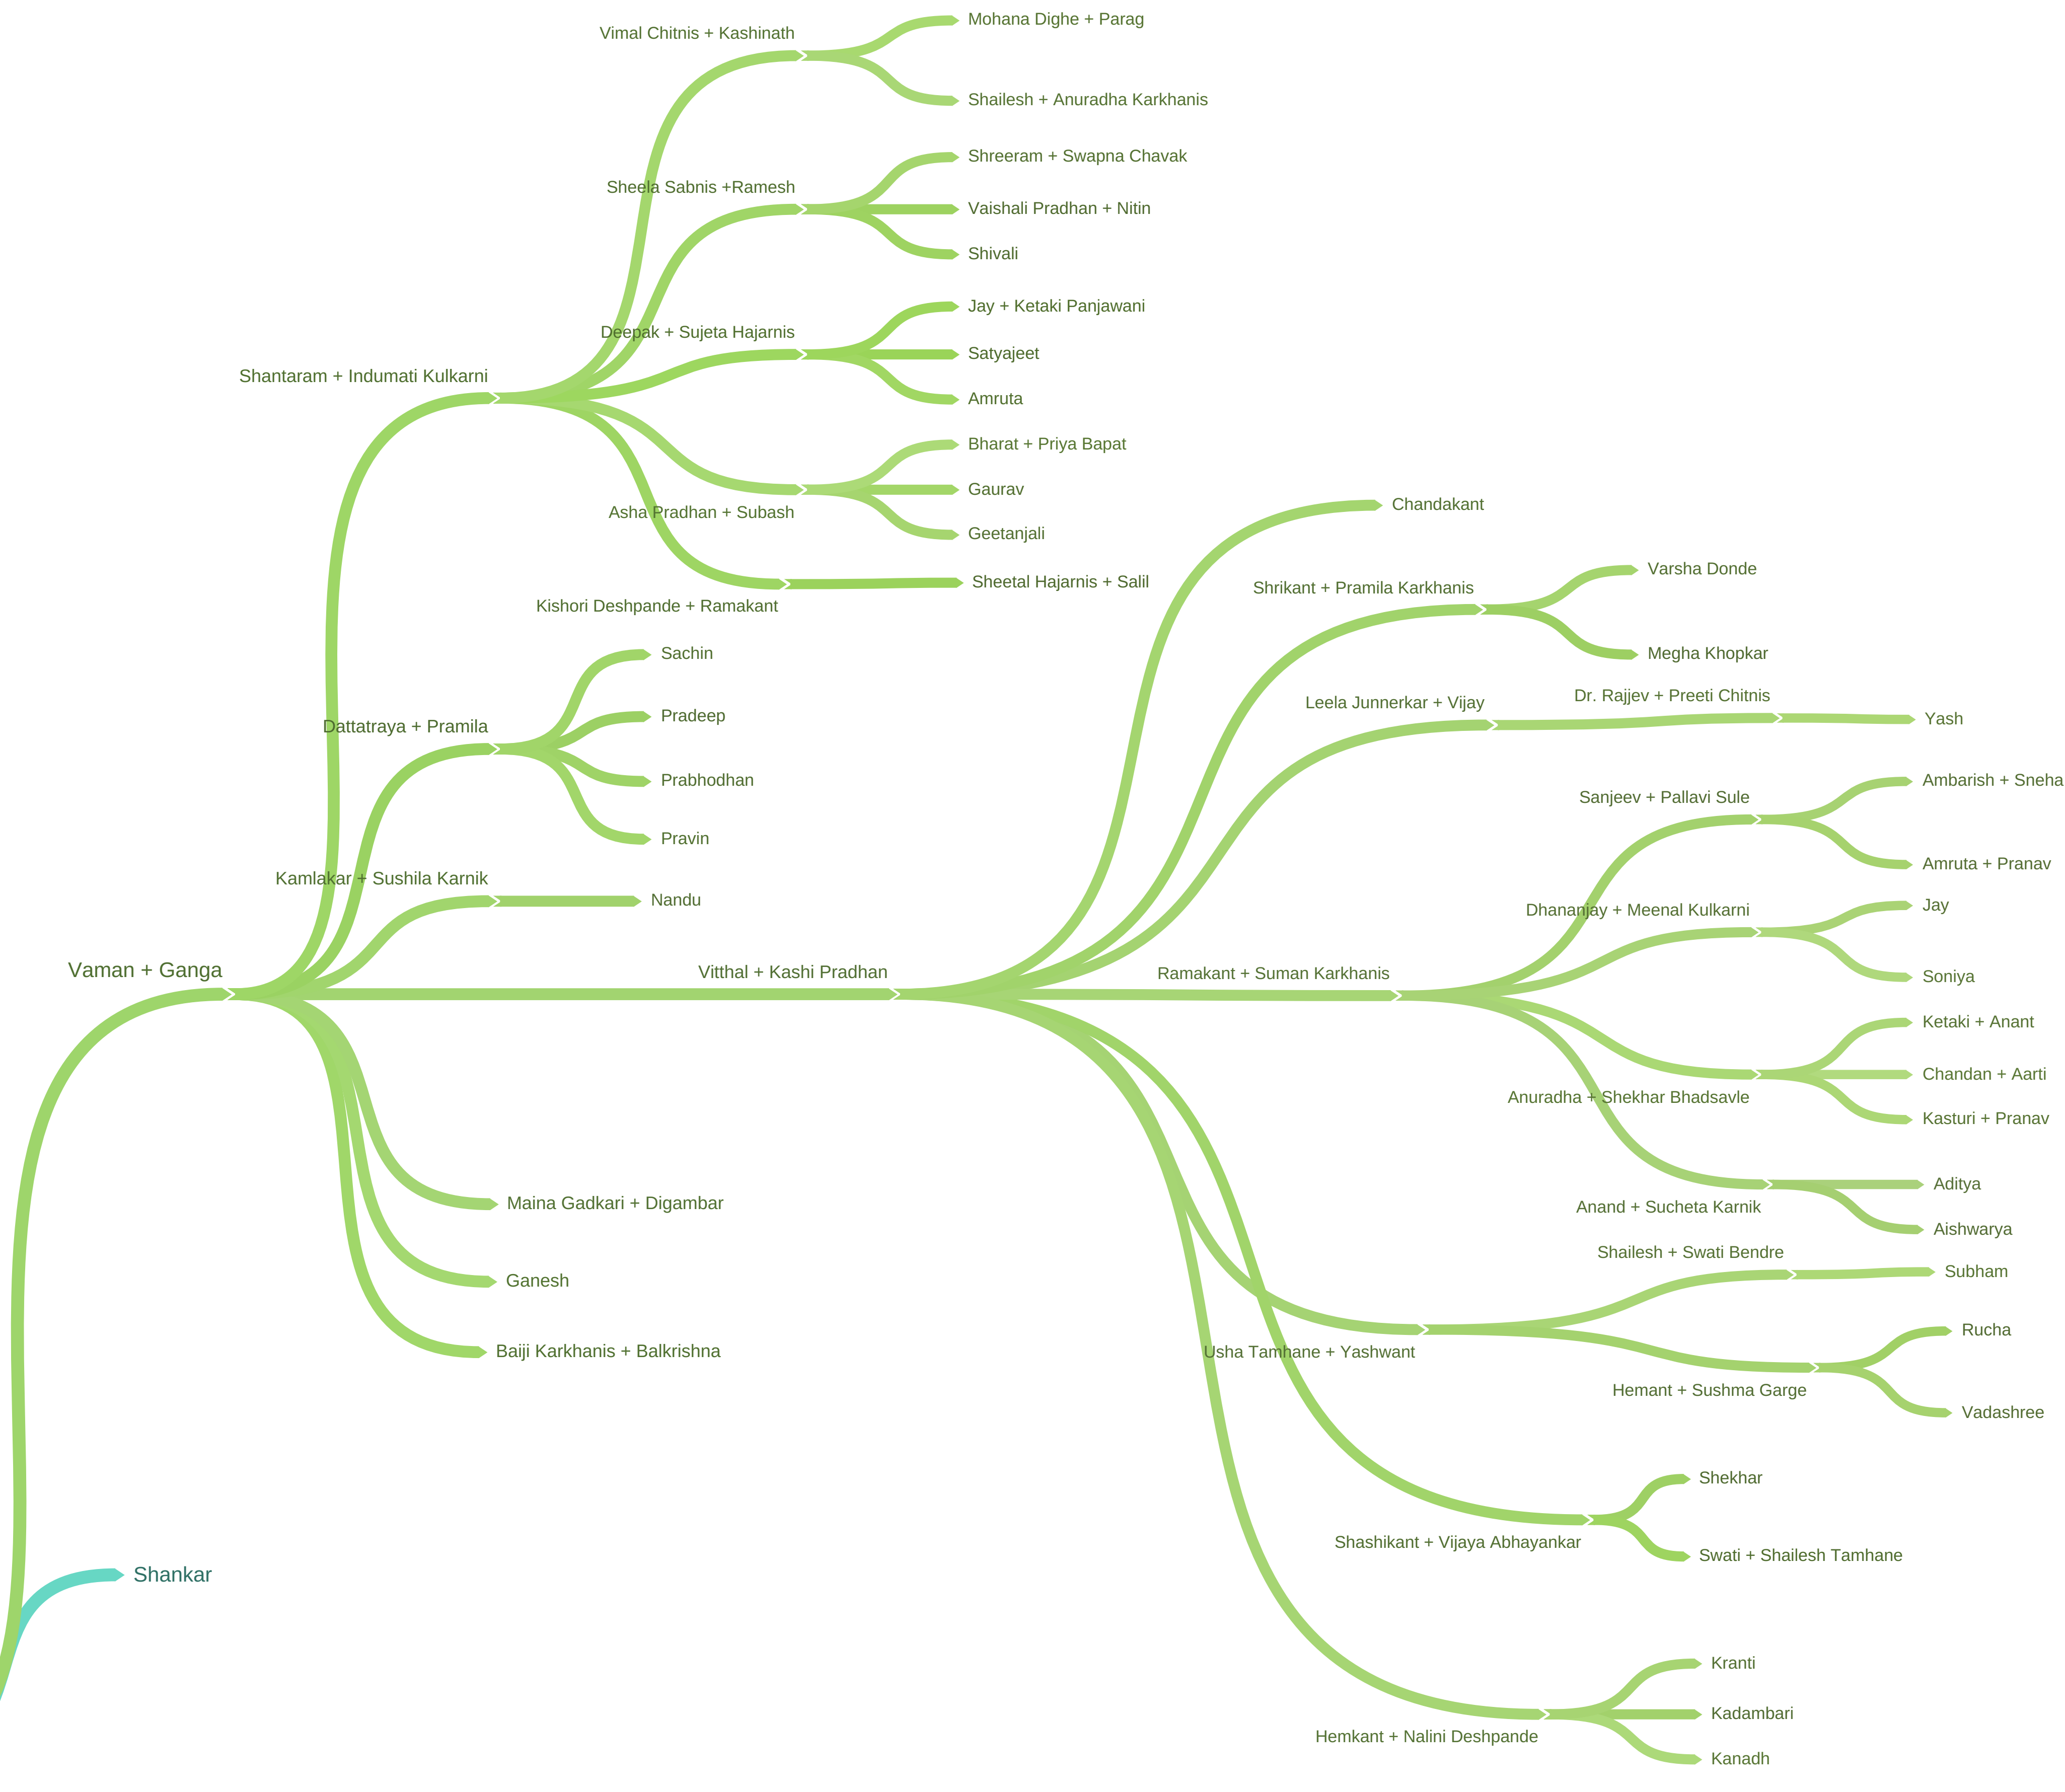 Mohana Dighe + Parag
Vimal Chitnis + Kashinath
Shailesh + Anuradha Karkhanis
Shreeram + Swapna Chavak
Sheela Sabnis +Ramesh
Vaishali Pradhan + Nitin
Shivali
Jay + Ketaki Panjawani
Deepak + Sujeta Hajarnis
Satyajeet
Shantaram + Indumati Kulkarni
Amruta
Bharat + Priya Bapat
Gaurav
Asha Pradhan + Subash
Geetanjali
Sheetal Hajarnis + Salil
Kishori Deshpande + Ramakant
Sachin
Pradeep
Dattatraya + Pramila
Prabhodhan
Pravin
Kamlakar + Sushila Karnik
Nandu
Vaman + Ganga
Vitthal + Kashi Pradhan
Maina Gadkari + Digambar
Ganesh
Baiji Karkhanis + Balkrishna
Shankar
Chandakant
Varsha Donde
Shrikant + Pramila Karkhanis
Megha Khopkar
Dr. Rajjev + Preeti Chitnis
Leela Junnerkar + Vijay
Yash
Ambarish + Sneha
Sanjeev + Pallavi Sule
Amruta + Pranav
Jay
Dhananjay + Meenal Kulkarni
Soniya
Ramakant + Suman Karkhanis
Ketaki + Anant
Chandan + Aarti
Anuradha + Shekhar Bhadsavle
Kasturi + Pranav
Aditya
Anand + Sucheta Karnik
Aishwarya
Shailesh + Swati Bendre
Subham
Rucha
Usha Tamhane + Yashwant
Hemant + Sushma Garge
Vadashree
Shekhar
Shashikant + Vijaya Abhayankar
Swati + Shailesh Tamhane
Kranti
Kadambari
Hemkant + Nalini Deshpande
Kanadh